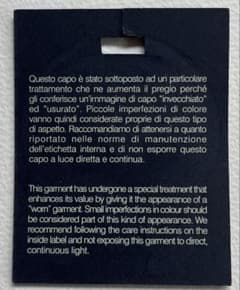 Questo capo è stato sottoposto ad un particolare
trattamento che ne aumenta il pregio perché
gli conferisce un'immagine di capo "invecchiato"
ed "usurato". Piccole imperfezioni di colore
vanno quindi considerate proprie di questo tipo
di aspetto. Raccomandiamo di attenersi a quanto
riportato nelle norme di manutenzione
dell'etichetta interna e di non esporre questo
capo a luce diretta e continua.
This garment has undergone a special treatment that
enhances its value by giving it the appearance of a
"worn" garment. Small imperfections in colour should
be considered part of this kind of appearance. We
recommend following the care instructions on the
inside label and not exposing this garment to direct,
continuous light.